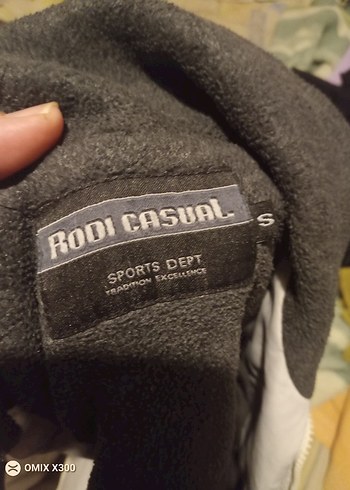 RODI CASUAL
S
SPORTS DEPT
TRADITION EXCELLENCE
OMIX X300